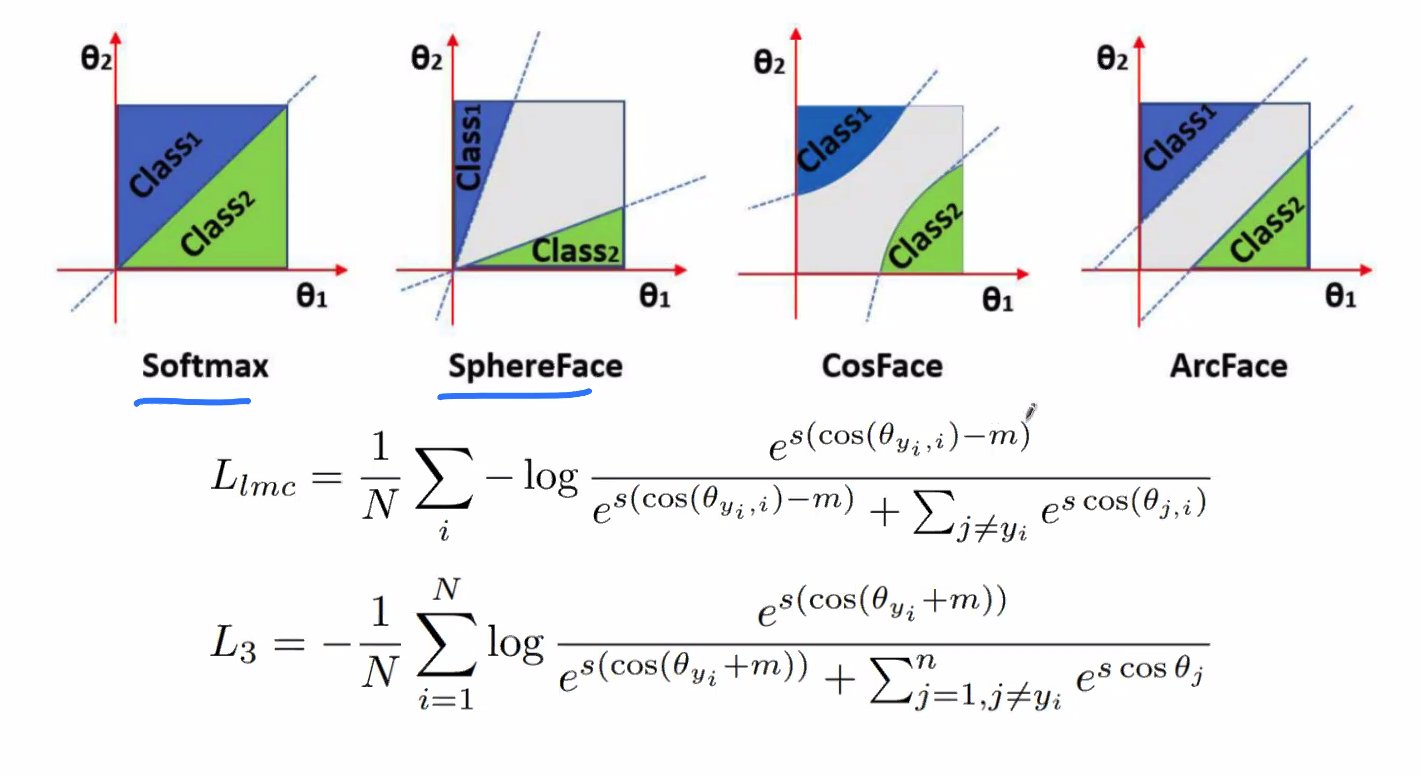 θ2 θ2 θ2 θ2
Class1 Class1 Class1 Class1
Class2 Class2 Class2 Class2
θ1 θ1 θ1 θ1
Softmax SphereFace CosFace ArcFace
L_{lmc} = \frac{1}{N} \sum_{i} -\log \frac{e^{s(\cos(\theta_{y_i,i})-m)}}{e^{s(\cos(\theta_{y_i,i})-m)} + \sum_{j \neq y_i} e^{s\cos(\theta_{j,i})}}
L_3 = -\frac{1}{N} \sum_{i=1}^{N} \log \frac{e^{s(\cos(\theta_{y_i}+m))}}{e^{s(\cos(\theta_{y_i}+m))} + \sum_{j=1,j \neq y_i}^{n} e^{s\cos\theta_j}}